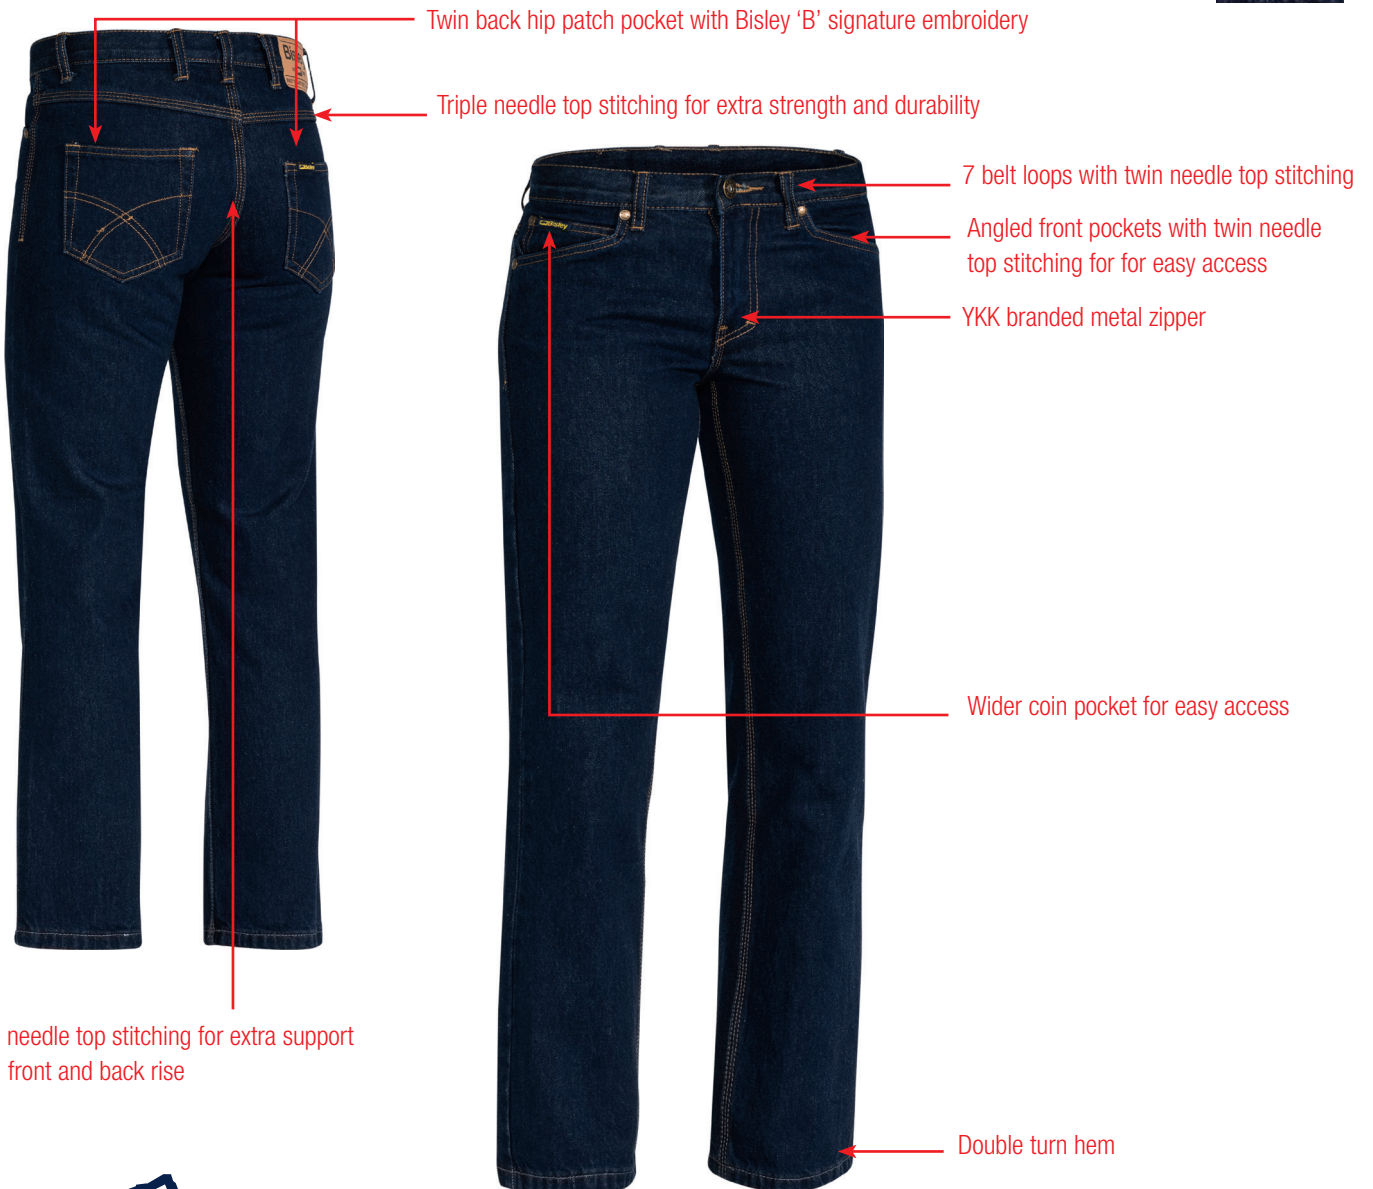 Twin back hip patch pocket with Bisley ‘B’ signature embroidery
Triple needle top stitching for extra strength and durability
7 belt loops with twin needle top stitching
Angled front pockets with twin needle
top stitching for for easy access
YKK branded metal zipper
Bisley
Bisley
Wider coin pocket for easy access
needle top stitching for extra support
front and back rise
Double turn hem